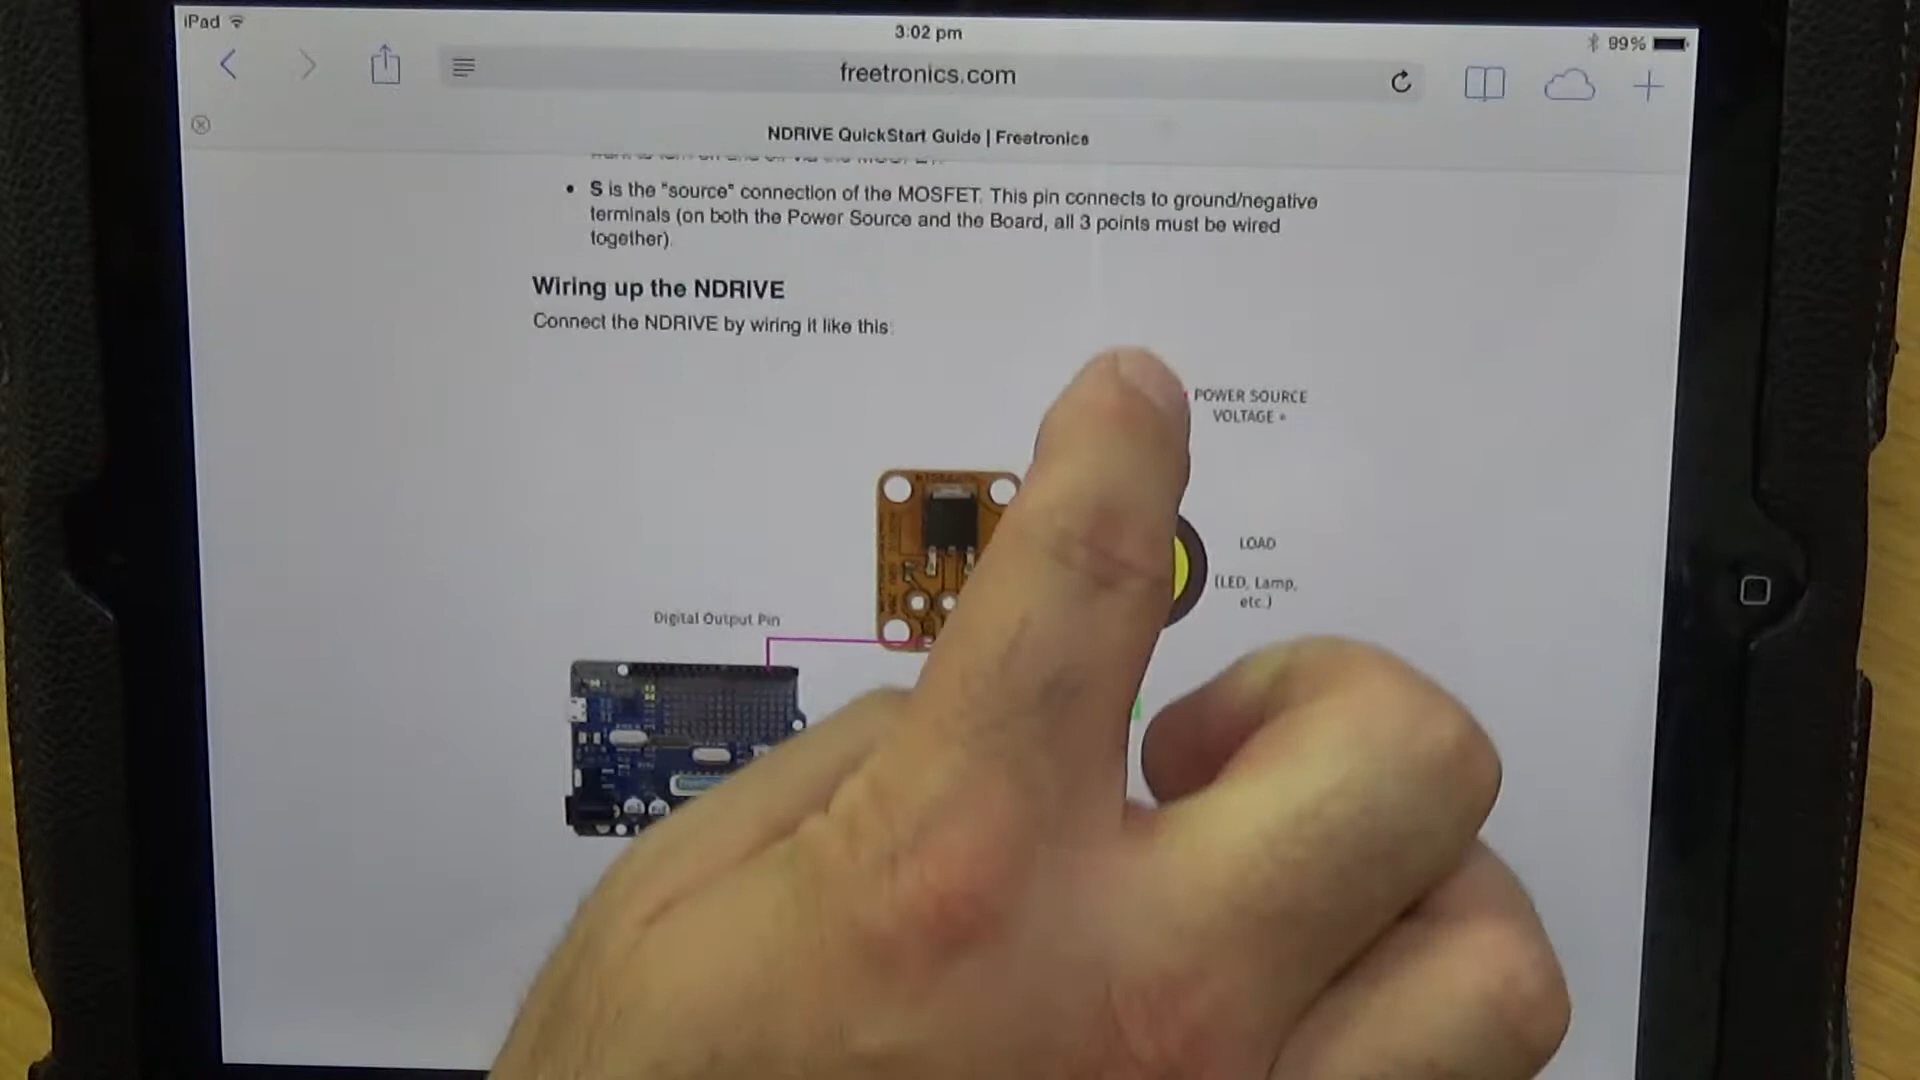 iPad
3:02 pm
99%
freetronics.com
NDRIVE QuickStart Guide | Freetronics
• S is the "source" connection of the MOSFET. This pin connects to ground/negative
terminals (on both the Power Source and the Board, all 3 points must be wired
together).
Wiring up the NDRIVE
Connect the NDRIVE by wiring it like this:
POWER SOURCE
VOLTAGE +
LOAD
(LED, Lamp,
etc.)
Digital Output Pin